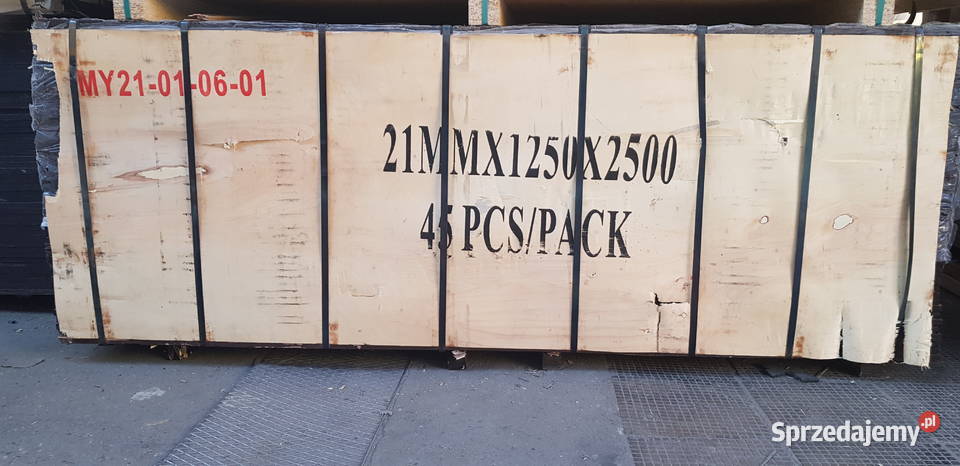 MY21-01-06-01
21MMX1250X2500
45 PCS/PACK
Sprzedajemy.pl